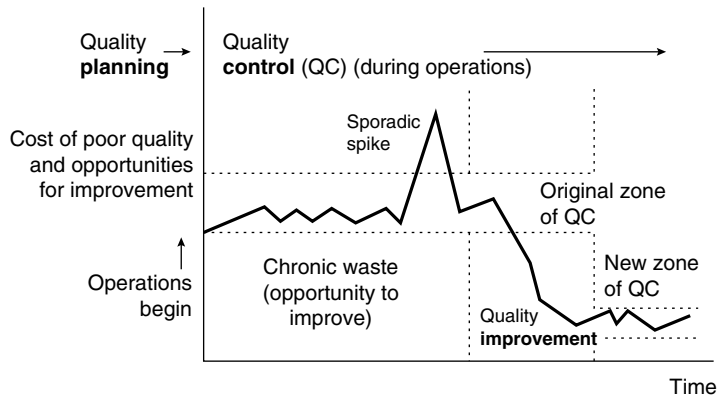 Quality
planning
Quality
control (QC) (during operations)
Sporadic
spike
Cost of poor quality
and opportunities
for improvement
Original zone
of QC
Operations
begin
Chronic waste
(opportunity to
improve)
New zone
of QC
Quality
improvement
Time